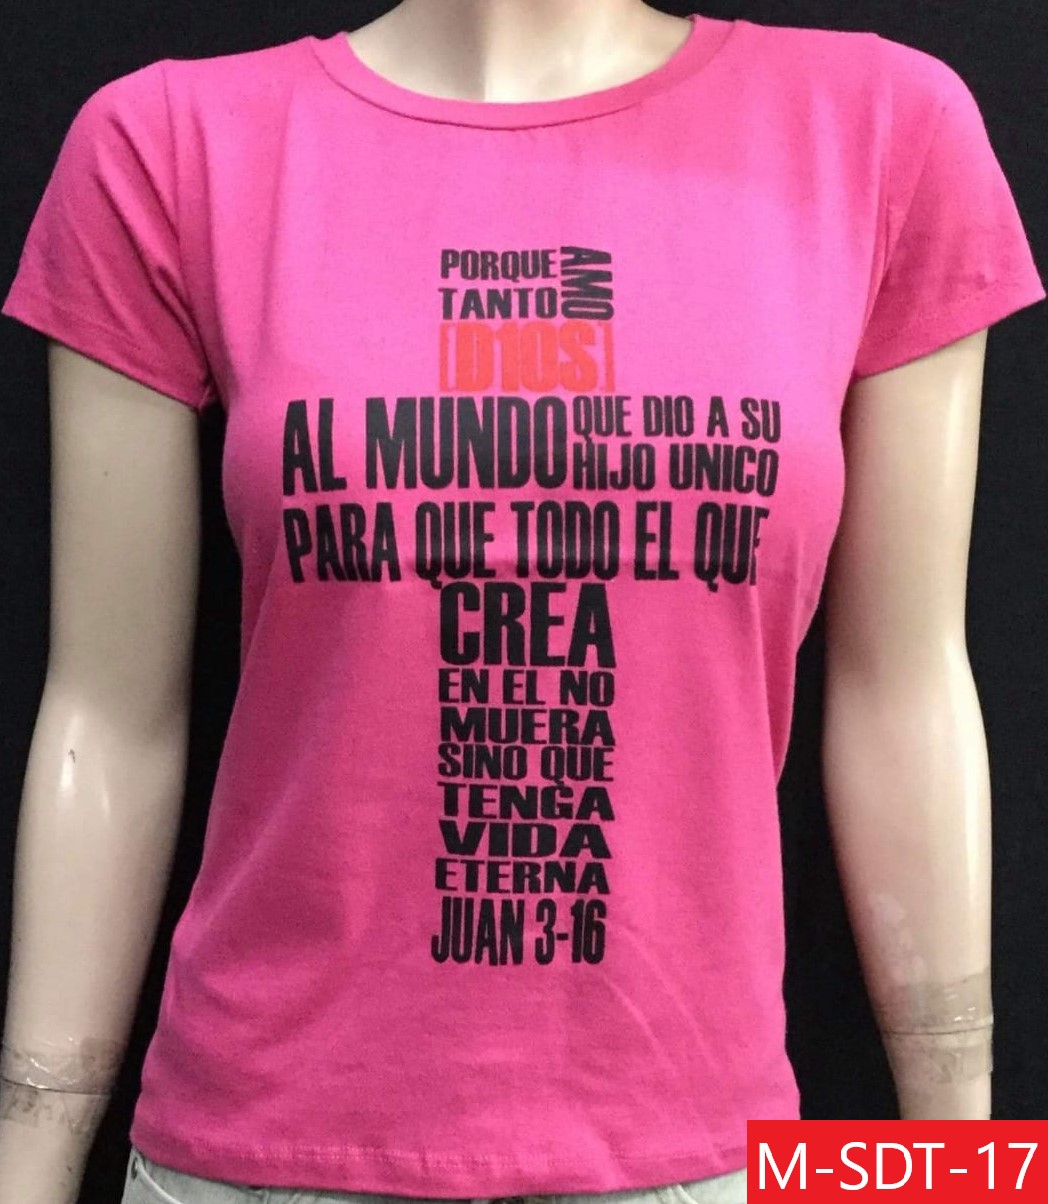 PORQUE
TANTO
AMO
[D10S]
AL MUNDO
QUE DIO A SU
HIJO UNICO
PARA QUE TODO EL QUE
CREA
EN EL NO
MUERA
SINO QUE
TENGA
VIDA
ETERNA
JUAN 3-16
M-SDT-17